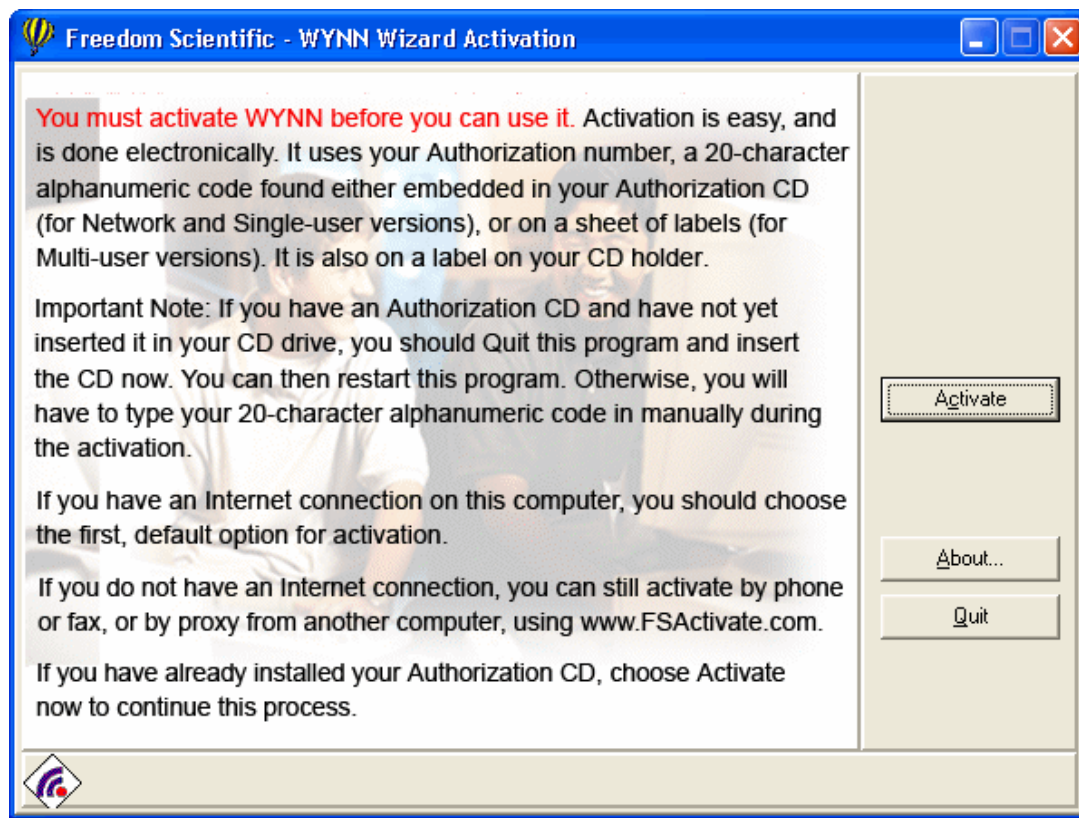 Freedom Scientific - WYNN Wizard Activation
You must activate WYNN before you can use it. Activation is easy, and
is done electronically. It uses your Authorization number, a 20-character
alphanumeric code found either embedded in your Authorization CD
(for Network and Single-user versions), or on a sheet of labels (for
Multi-user versions). It is also on a label on your CD holder.
Important Note: If you have an Authorization CD and have not yet
inserted it in your CD drive, you should Quit this program and insert
the CD now. You can then restart this program. Otherwise, you will
have to type your 20-character alphanumeric code in manually during
the activation.
If you have an Internet connection on this computer, you should choose
the first, default option for activation.
If you do not have an Internet connection, you can still activate by phone
or fax, or by proxy from another computer, using www.FSActivate.com.
If you have already installed your Authorization CD, choose Activate
now to continue this process.
Activate
About...
Quit